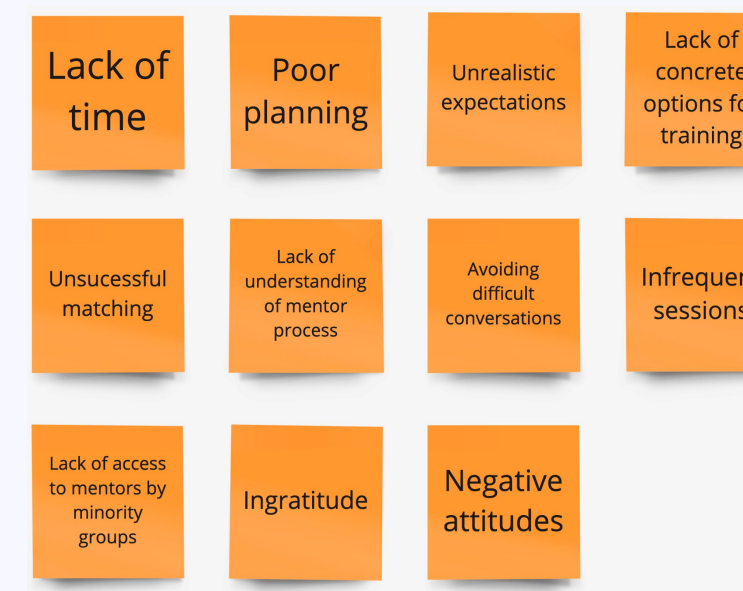 Lack of
time
Poor
planning
Unrealistic
expectations
Lack of
concrete
options fo
training
Unsucessful
matching
Lack of
understanding
of mentor
process
Avoiding
difficult
conversations
Infrequen
sessions
Lack of access
to mentors by
minority
groups
Ingratitude
Negative
attitudes